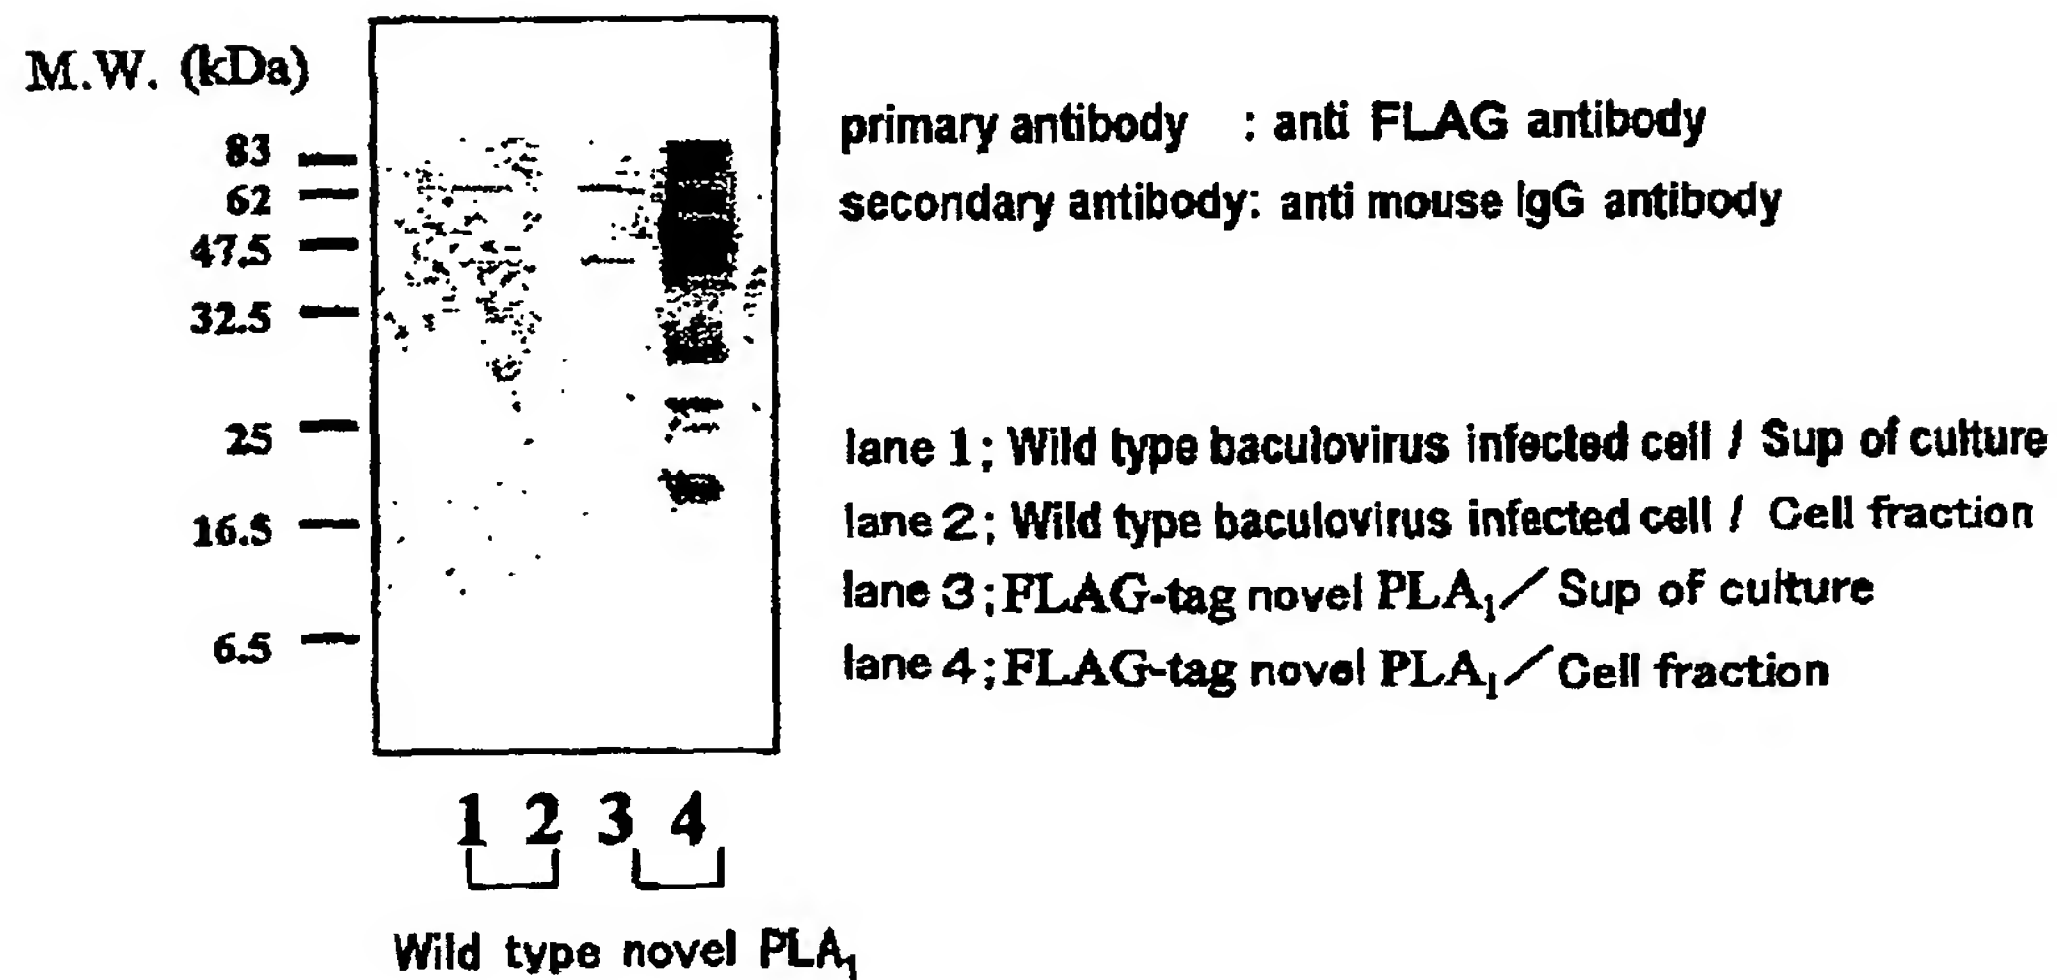 M.W. (kDa)
83
62
47.5
32.5
25
16.5
6.5
primary antibody : anti FLAG antibody
secondary antibody: anti mouse IgG antibody
lane 1; Wild type baculovirus infected cell / Sup of culture
lane 2; Wild type baculovirus infected cell / Cell fraction
lane 3; FLAG-tag novel PLA₁／Sup of culture
lane 4; FLAG-tag novel PLA₁／Cell fraction
1 2 3 4
Wild type novel PLA₁